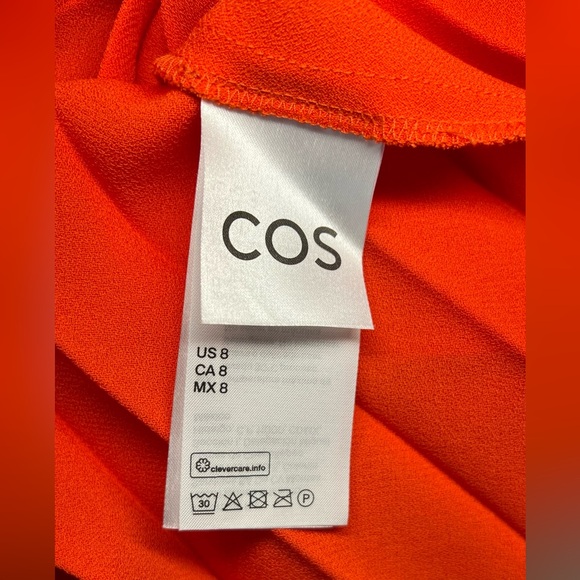 COS
US 8
CA 8
MX 8
clevercare.info
30
P